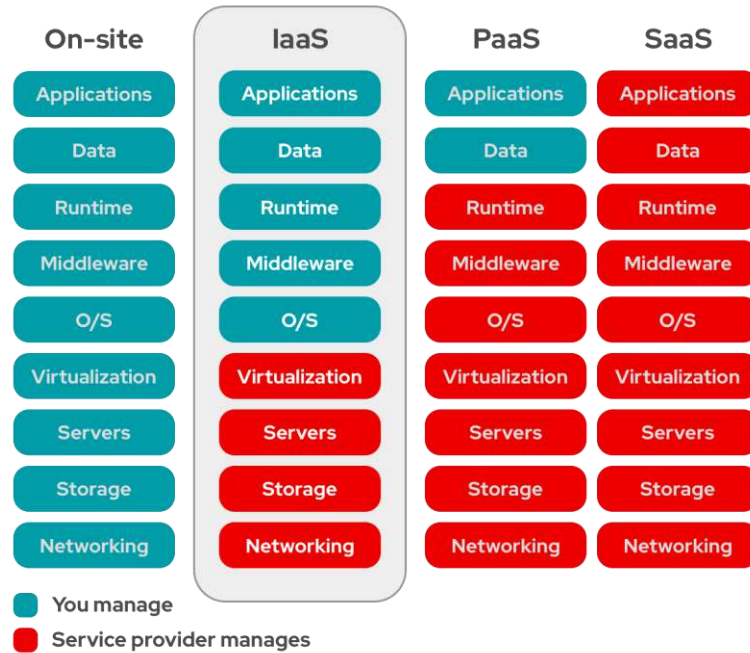 On-site IaaS PaaS SaaS
Applications Applications Applications Applications
Data Data Data Data
Runtime Runtime Runtime Runtime
Middleware Middleware Middleware Middleware
O/S O/S O/S O/S
Virtualization Virtualization Virtualization Virtualization
Servers Servers Servers Servers
Storage Storage Storage Storage
Networking Networking Networking Networking
You manage
Service provider manages